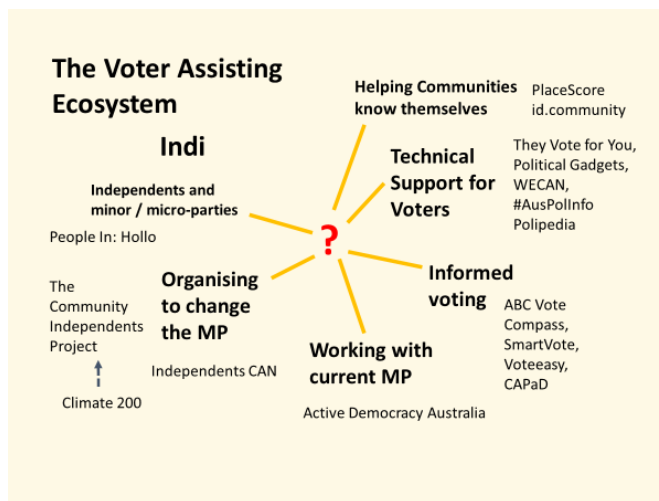 The Voter Assisting
Ecosystem
Indi
Helping Communities
know themselves
PlaceScore
id.community
Technical
Support for
Voters
They Vote for You,
Political Gadgets,
WECAN,
#AusPolInfo
Polipedia
Independents and
minor / micro-parties
People In: Hollo
?
Informed
voting
ABC Vote
Compass,
SmartVote,
Voteeasy,
CAPaD
Organising
to change
the MP
The
Community
Independents
Project
Climate 200
Independents CAN
Working with
current MP
Active Democracy Australia